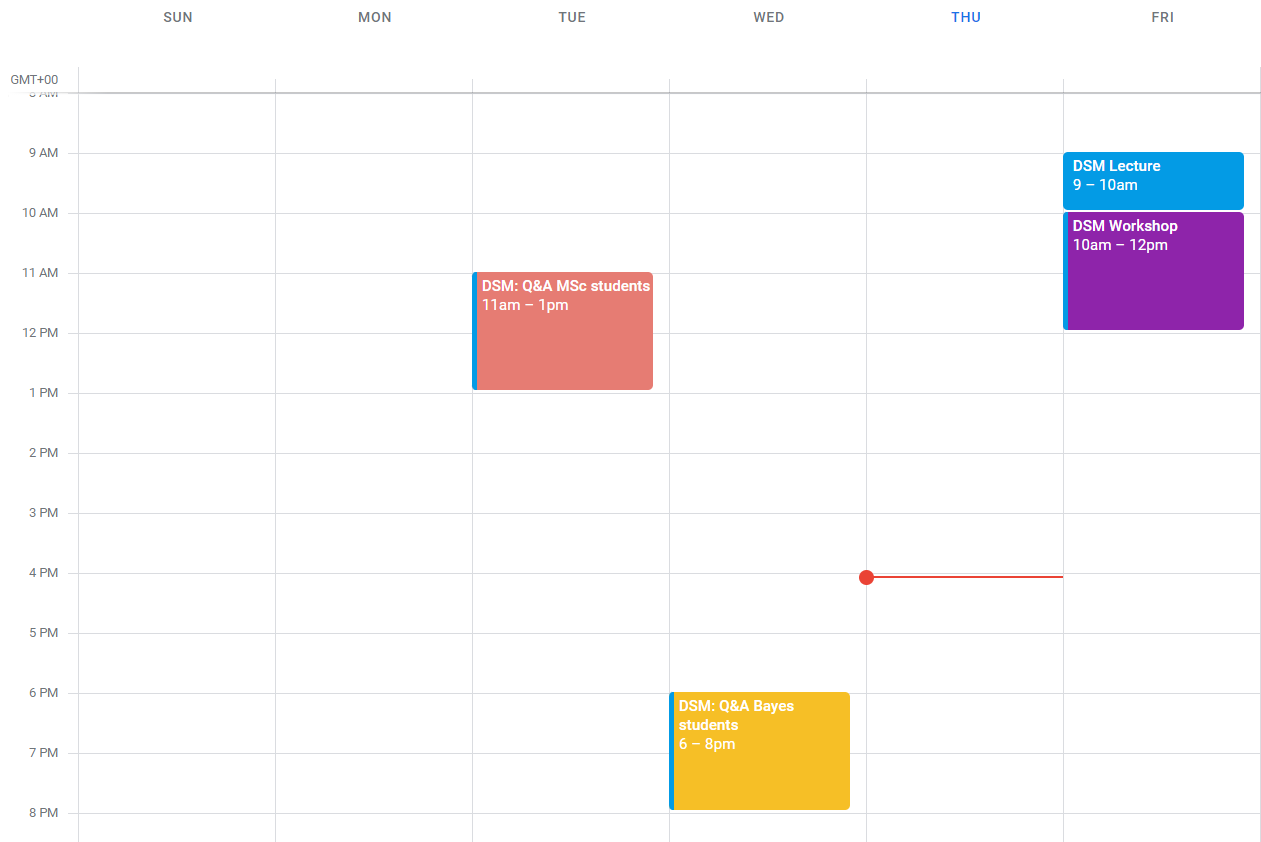 SUN MON TUE WED THU FRI
GMT+00
9 AM
DSM Lecture
9 – 10am
10 AM
DSM Workshop
10am – 12pm
11 AM
DSM: Q&A MSc students
11am – 1pm
12 PM
1 PM
2 PM
3 PM
4 PM
5 PM
6 PM
DSM: Q&A Bayes
students
6 – 8pm
7 PM
8 PM